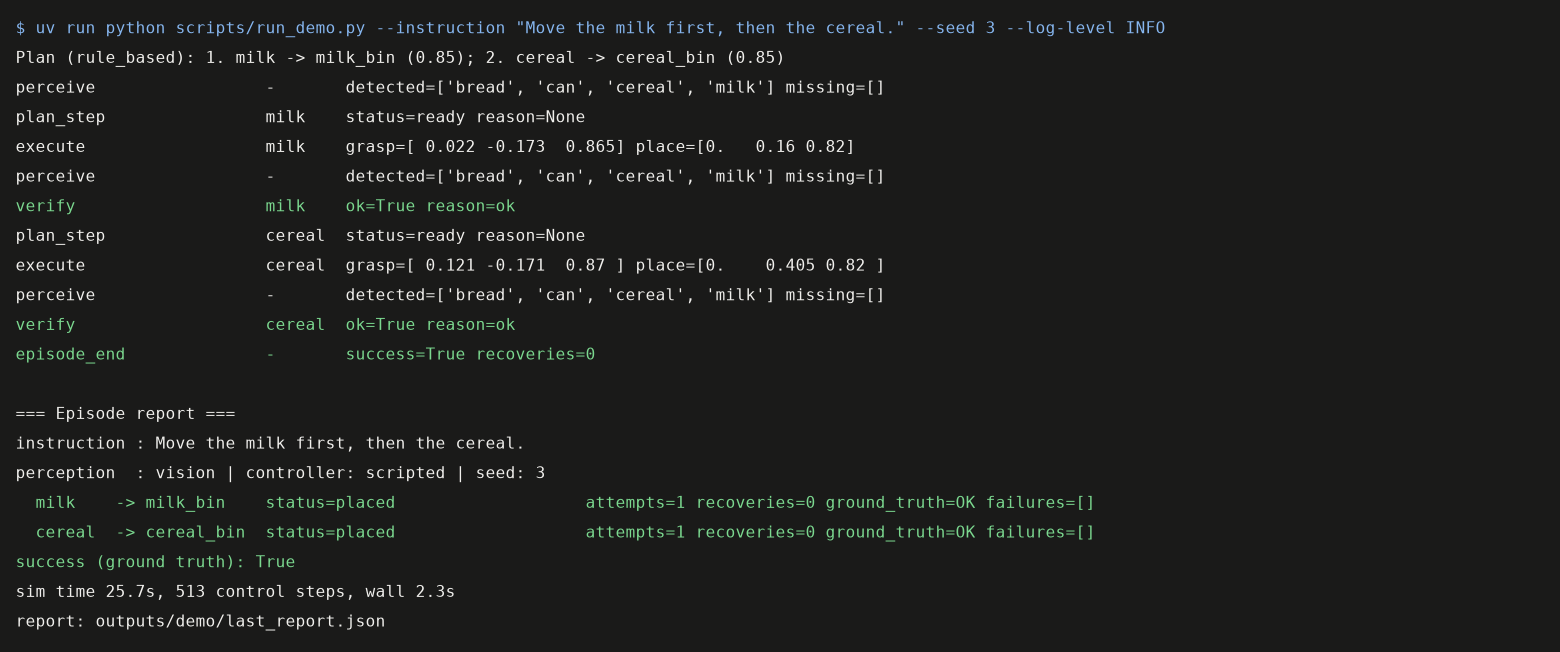 $ uv run python scripts/run_demo.py --instruction "Move the milk first, then the cereal." --seed 3 --log-level INFO
Plan (rule_based): 1. milk -> milk_bin (0.85); 2. cereal -> cereal_bin (0.85)
perceive                 -       detected=['bread', 'can', 'cereal', 'milk'] missing=[]
plan_step                milk    status=ready reason=None
execute                  milk    grasp=[ 0.022 -0.173  0.865] place=[0.   0.16 0.82]
perceive                 -       detected=['bread', 'can', 'cereal', 'milk'] missing=[]
verify                   milk    ok=True reason=ok
plan_step                cereal  status=ready reason=None
execute                  cereal  grasp=[ 0.121 -0.171  0.87 ] place=[0.    0.405 0.82 ]
perceive                 -       detected=['bread', 'can', 'cereal', 'milk'] missing=[]
verify                   cereal  ok=True reason=ok
episode_end              -       success=True recoveries=0
=== Episode report ===
instruction : Move the milk first, then the cereal.
perception  : vision | controller: scripted | seed: 3
  milk    -> milk_bin    status=placed                   attempts=1 recoveries=0 ground_truth=OK failures=[]
  cereal  -> cereal_bin  status=placed                   attempts=1 recoveries=0 ground_truth=OK failures=[]
success (ground truth): True
sim time 25.7s, 513 control steps, wall 2.3s
report: outputs/demo/last_report.json